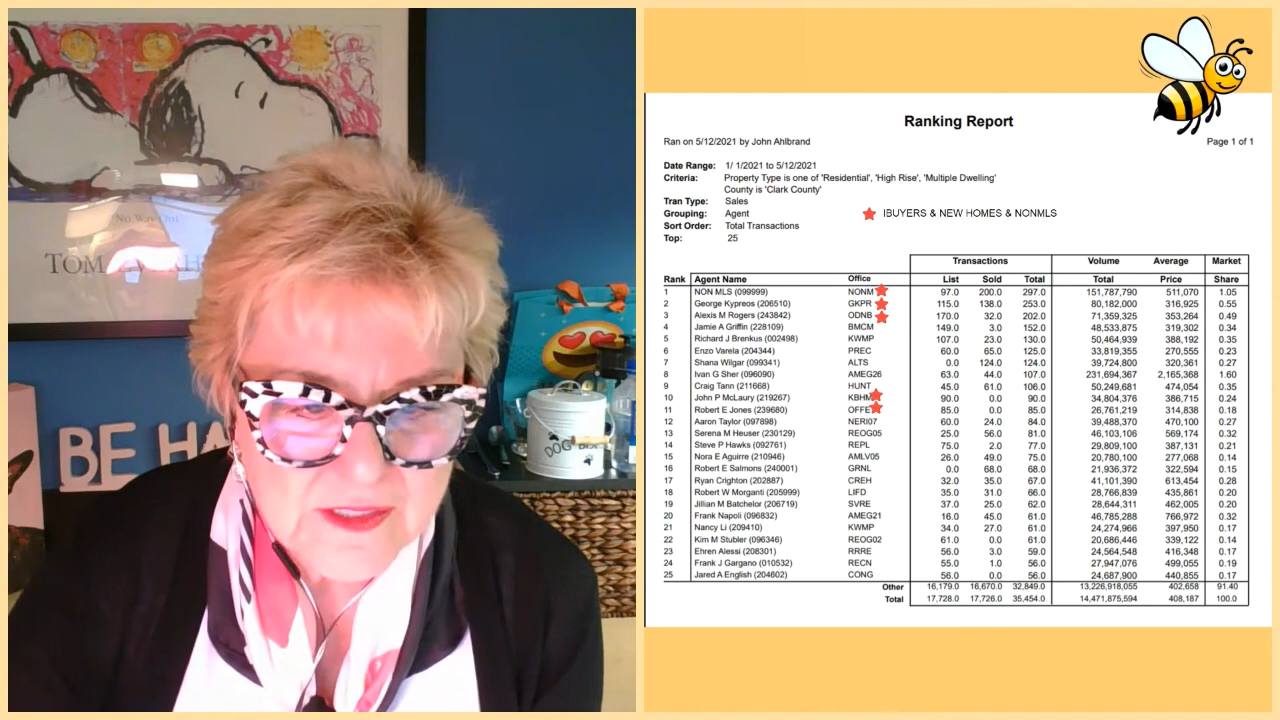 No Way Out
TOM
BE HA
DOG
Ranking Report
Ran on 5/12/2021 by John Ahlbrand Page 1 of 1
Date Range: 1/ 1/2021 to 5/12/2021
Criteria: Property Type is one of 'Residential', 'High Rise', 'Multiple Dwelling'
County is 'Clark County'
Tran Type: Sales
Grouping: Agent
Sort Order: Total Transactions
Top: 25
IBUYERS & NEW HOMES & NONMLS
Transactions Volume Average Market
Rank Agent Name Office List Sold Total Total Price Share
1 NON MLS (099999) NONM 97.0 200.0 297.0 151,787,790 511,070 1.05
2 George Kypreos (206510) GKPR 115.0 138.0 253.0 80,182,000 316,925 0.55
3 Alexis M Rogers (243842) ODNB 170.0 32.0 202.0 71,359,325 353,264 0.49
4 Jamie A Griffin (228109) BMCM 149.0 3.0 152.0 48,533,875 319,302 0.34
5 Richard J Brenkus (002498) KWMP 107.0 23.0 130.0 50,464,939 388,192 0.35
6 Enzo Varela (204344) PREC 60.0 65.0 125.0 33,819,355 270,555 0.23
7 Shana Wilgar (099341) ALTS 0.0 124.0 124.0 39,724,800 320,361 0.27
8 Ivan G Sher (096090) AMEG26 63.0 44.0 107.0 231,694,367 2,165,368 1.60
9 Craig Tann (211668) HUNT 45.0 61.0 106.0 50,249,681 474,054 0.35
10 John P McLaury (219267) KBHM 90.0 0.0 90.0 34,804,376 386,715 0.24
11 Robert E Jones (239680) OFFE 85.0 0.0 85.0 26,761,219 314,838 0.18
12 Aaron Taylor (097898) NERI07 60.0 24.0 84.0 39,488,370 470,100 0.27
13 Serena M Heuser (230129) REOG05 25.0 56.0 81.0 46,103,106 569,174 0.32
14 Steve P Hawks (092761) REPL 75.0 2.0 77.0 29,809,100 387,131 0.21
15 Nora E Aguirre (210946) AMLV05 26.0 49.0 75.0 20,780,100 277,068 0.14
16 Robert E Salmons (240001) GRNL 0.0 68.0 68.0 21,936,372 322,594 0.15
17 Ryan Crighton (202887) CREH 32.0 35.0 67.0 41,101,390 613,454 0.28
18 Robert W Morganti (205999) LIFD 35.0 31.0 66.0 28,766,839 435,861 0.20
19 Jillian M Batchelor (206719) SVRE 37.0 25.0 62.0 28,644,311 462,005 0.20
20 Frank Napoli (096832) AMEG21 16.0 45.0 61.0 46,785,288 766,972 0.32
21 Nancy Li (209410) KWMP 34.0 27.0 61.0 24,274,966 397,950 0.17
22 Kim M Stubler (096346) REOG02 61.0 0.0 61.0 20,686,446 339,122 0.14
23 Ehren Alessi (208301) RRRE 56.0 3.0 59.0 24,564,548 416,348 0.17
24 Frank J Gargano (010532) RECN 55.0 1.0 56.0 27,947,076 499,055 0.19
25 Jared A English (204602) CONG 56.0 0.0 56.0 24,687,900 440,855 0.17
Other 16,179.0 16,670.0 32,849.0 13,226,918,055 402,658 91.40
Total 17,728.0 17,726.0 35,454.0 14,471,875,594 408,187 100.0